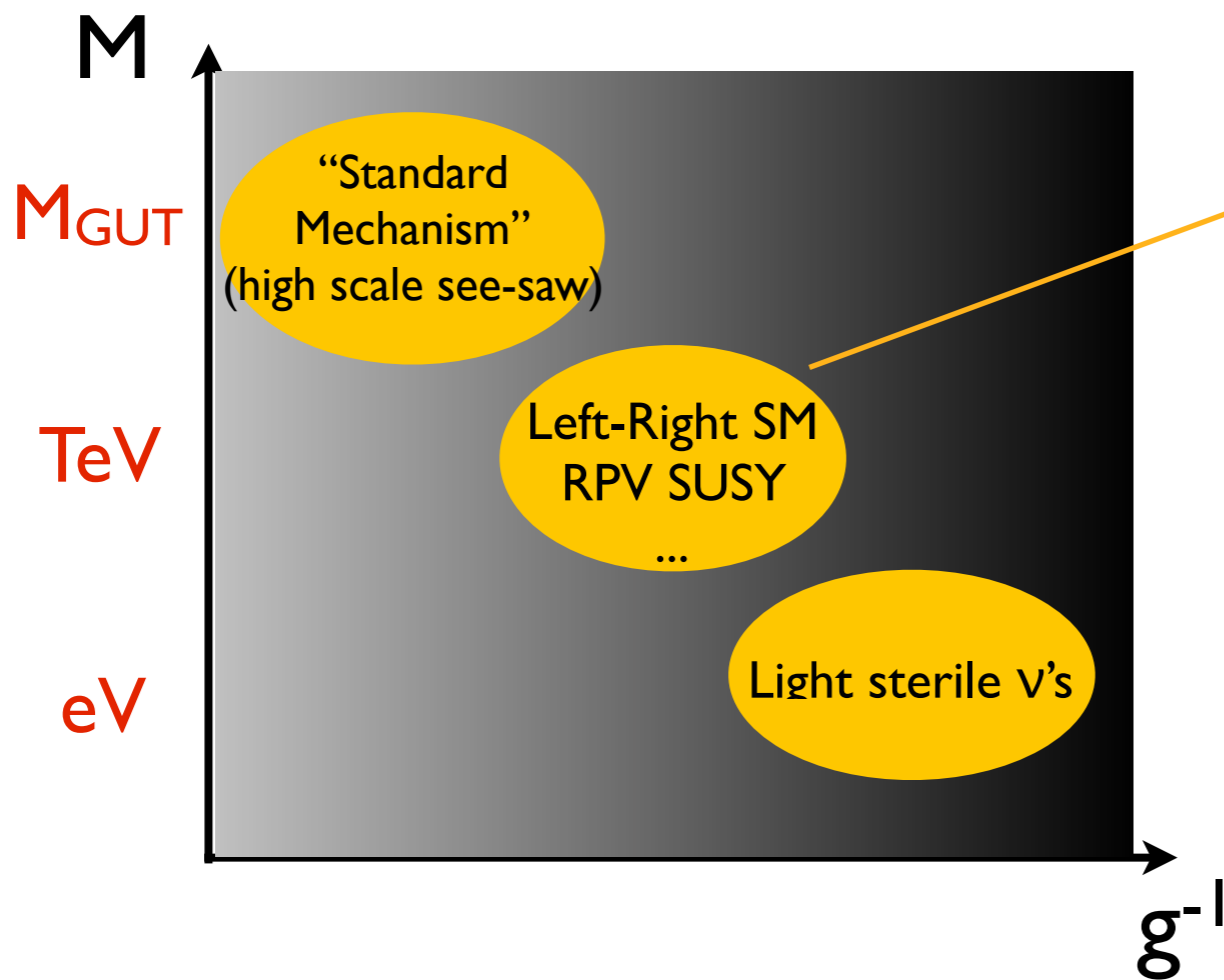 M
“Standard
Mechanism”
(high scale see-saw)
MGUT
Left-Right SM
RPV SUSY
...
TeV
Light sterile ν’s
eV
g-1